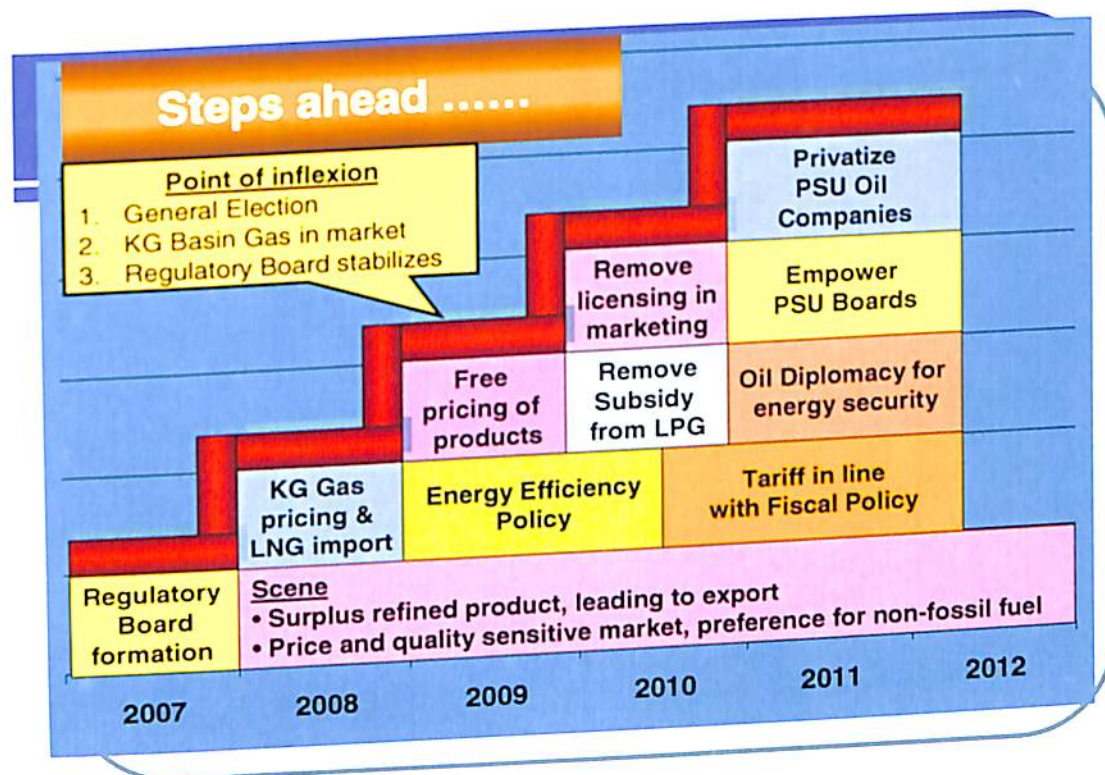 Steps ahead ......
Point of inflexion
1. General Election
2. KG Basin Gas in market
3. Regulatory Board stabilizes
Privatize
PSU Oil
Companies
Remove
licensing in
marketing
Empower
PSU Boards
Free
pricing of
products
Remove
Subsidy
from LPG
Oil Diplomacy for
energy security
KG Gas
pricing &
LNG import
Energy Efficiency
Policy
Tariff in line
with Fiscal Policy
Regulatory
Board
formation
Scene
• Surplus refined product, leading to export
• Price and quality sensitive market, preference for non-fossil fuel
2007 2008 2009 2010 2011 2012